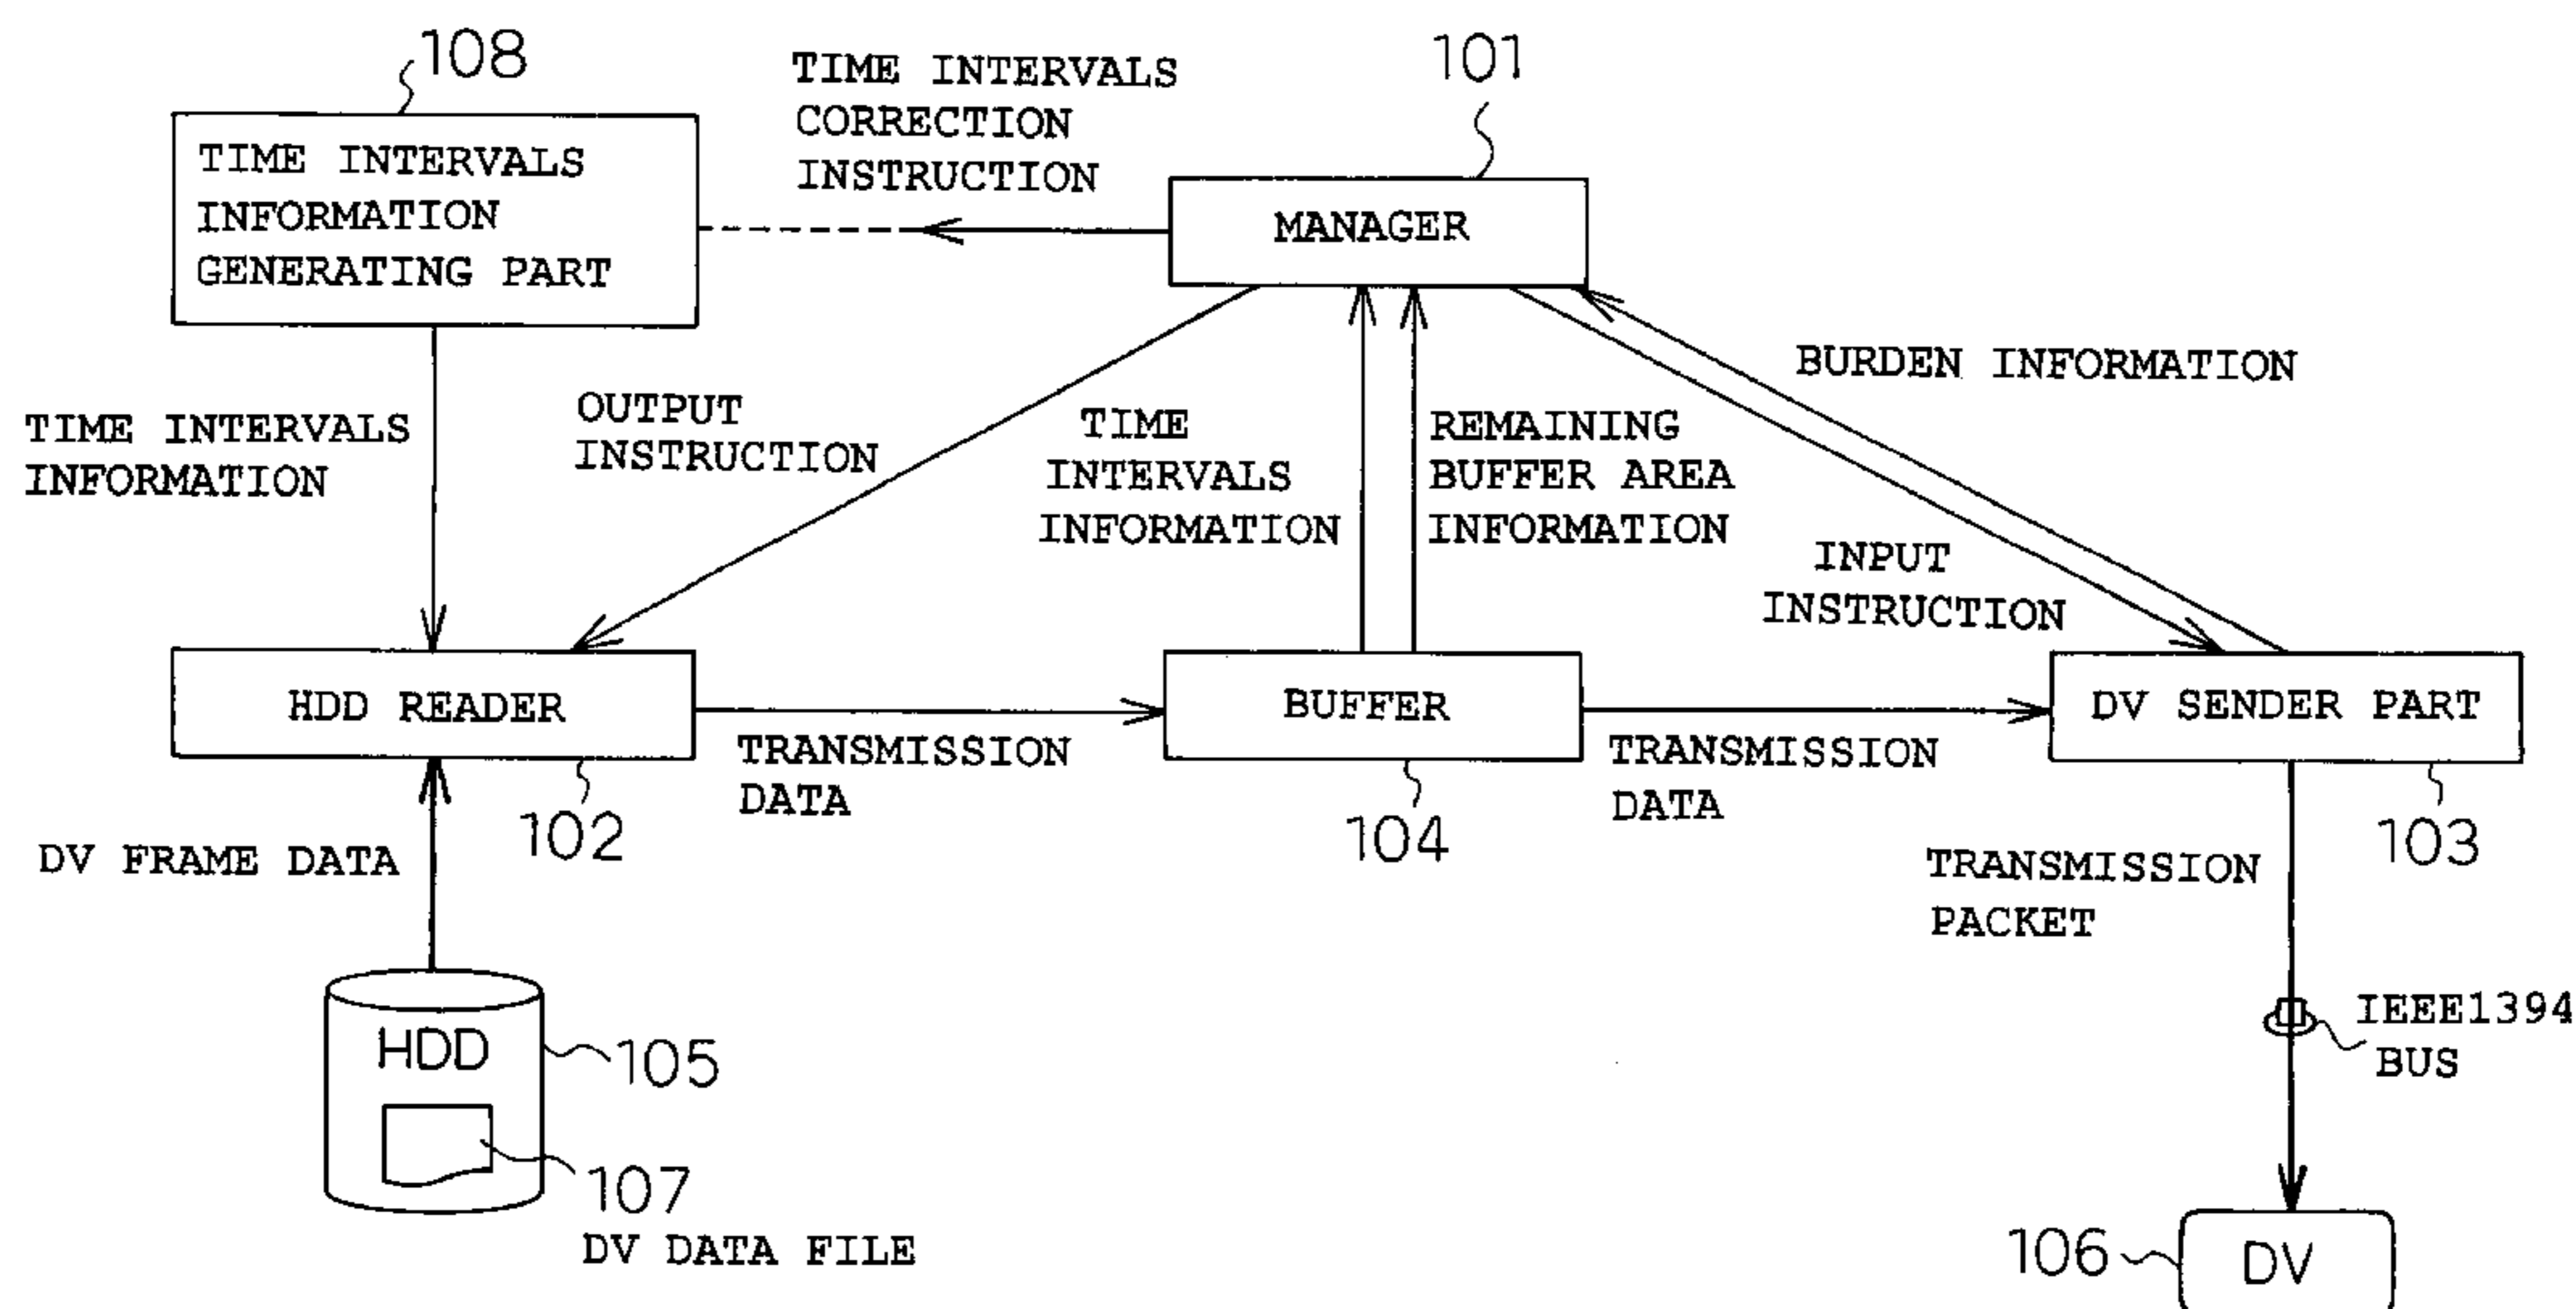 108
TIME INTERVALS
CORRECTION
INSTRUCTION
101
TIME INTERVALS
INFORMATION
GENERATING PART
MANAGER
BURDEN INFORMATION
TIME INTERVALS
INFORMATION
OUTPUT
INSTRUCTION
TIME
INTERVALS
INFORMATION
REMAINING
BUFFER AREA
INFORMATION
INPUT
INSTRUCTION
HDD READER
BUFFER
DV SENDER PART
TRANSMISSION
DATA
TRANSMISSION
DATA
102
104
103
DV FRAME DATA
TRANSMISSION
PACKET
HDD
105
IEEE1394
BUS
107
DV DATA FILE
106
DV